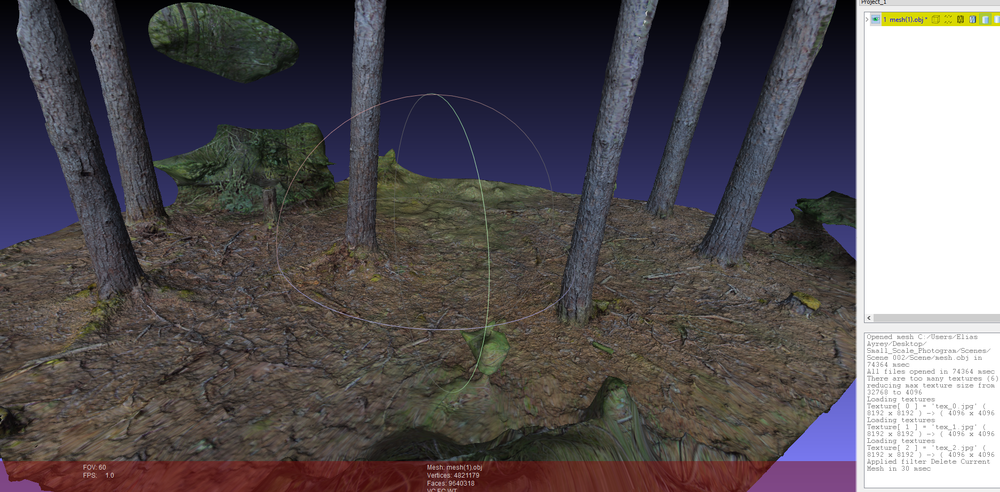 Project_1
1 mesh(1).obj *
Opened mesh C:/Users/Elias
Ayrey/Desktop/
Small_Scale_Photogram/Scenes/
Scene 002/Scene/mesh.obj in
74364 msec
All files opened in 74364 msec
There are too many textures (6)
reducing max texture size from
32768 to 4096
Loading textures
Texture[ 0 ] = 'tex_0.jpg' (
8192 x 8192 ) -> ( 4096 x 4096
Loading textures
Texture[ 1 ] = 'tex_1.jpg' (
8192 x 8192 ) -> ( 4096 x 4096
Loading textures
Texture[ 2 ] = 'tex_2.jpg' (
8192 x 8192 ) -> ( 4096 x 4096
Applied filter Delete Current
Mesh in 30 msec
FOV: 60
FPS: 1.0
Mesh: mesh(1).obj
Vertices: 4821179
Faces: 9640318
VC FC WT